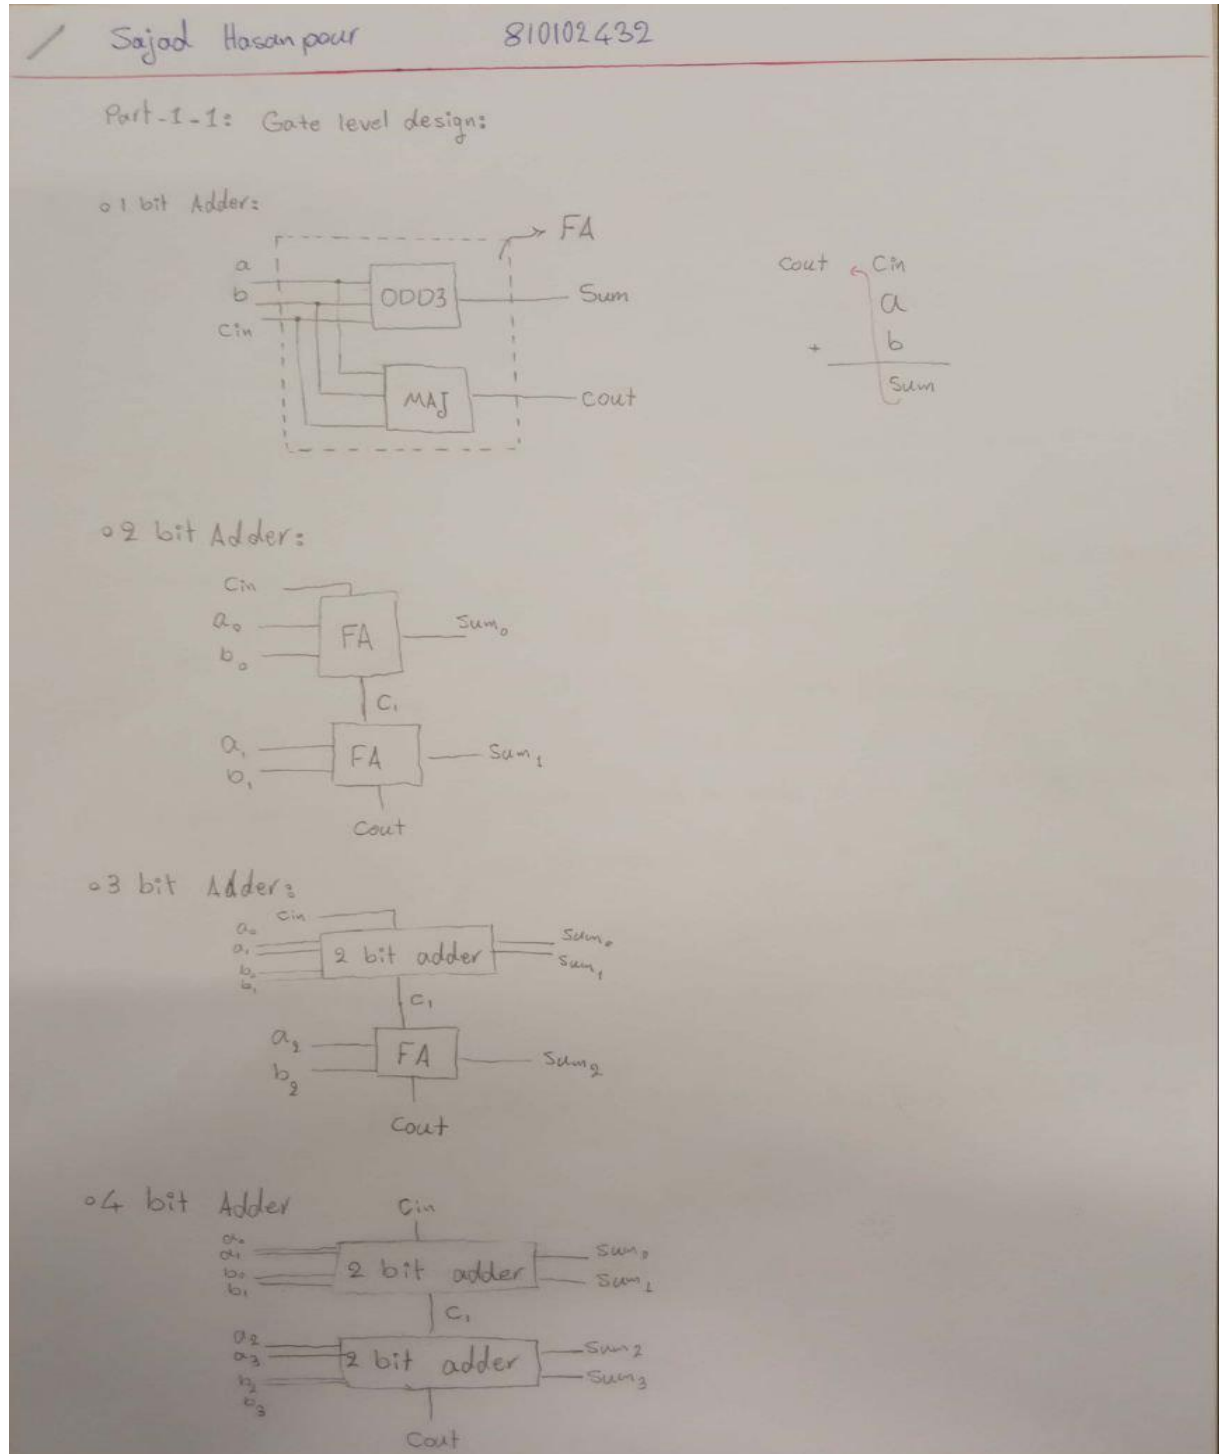 Sajad Hasanpour 810102432
Part-1-1: Gate level design:
1 bit Adder:
FA
a
b
Cin
ODD3
Sum
MAJ
Cout
Cout Cin
a
b
+
Sum
2 bit Adder:
Cin
a₀
b₀
FA
Sum₀
C₁
a₁
b₁
FA
Sum₁
Cout
3 bit Adder:
Cin
a₀
a₁
b₀
b₁
2 bit adder
Sum₀
Sum₁
C₁
a₂
b₂
FA
Sum₂
Cout
4 bit Adder
Cin
a₀
a₁
b₀
b₁
2 bit adder
Sum₀
Sum₁
C₁
a₂
a₃
b₂
b₃
2 bit adder
Sum₂
Sum₃
Cout